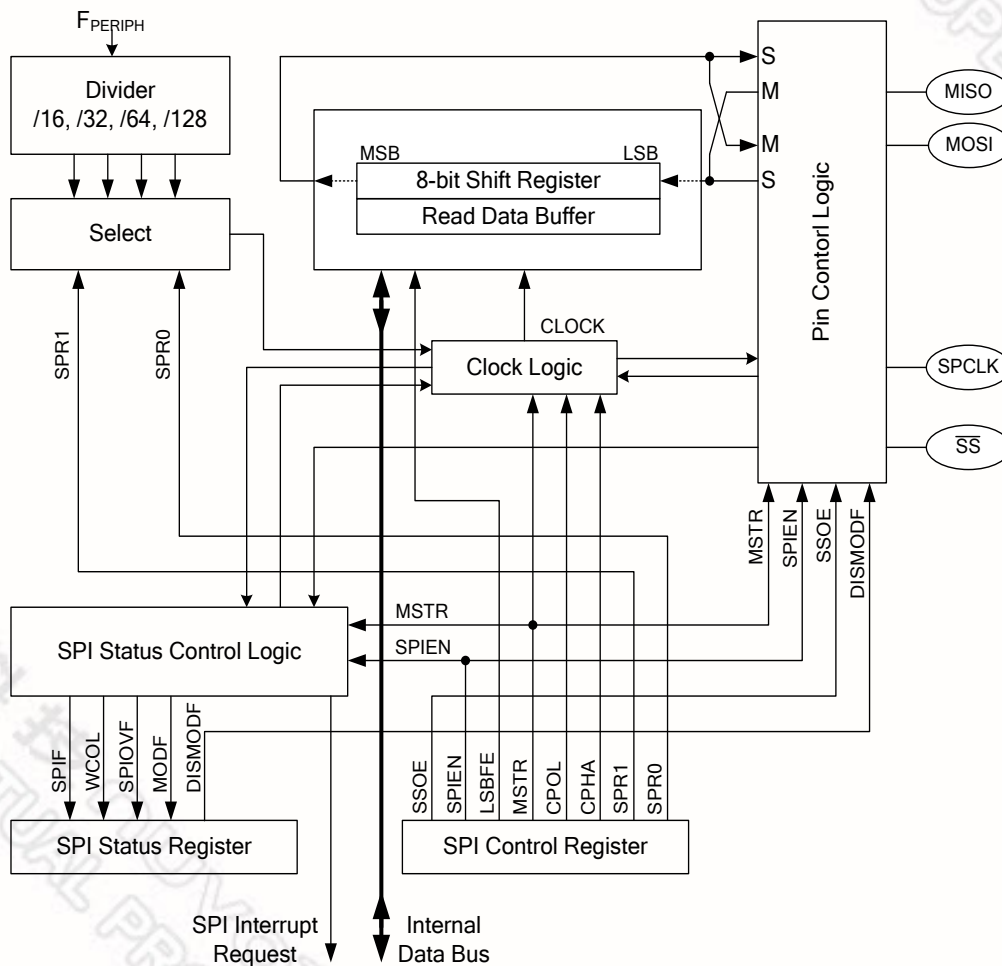 FPERIPH
Divider
/16, /32, /64, /128
Select
MSB
LSB
8-bit Shift Register
Read Data Buffer
S
M
M
S
Pin Contorl Logic
MISO
MOSI
SPCLK
SS
SPR1
SPR0
CLOCK
Clock Logic
MSTR
SPIEN
SSOE
DISMODF
MSTR
SPIEN
SPI Status Control Logic
SPIF
WCOL
SPIOVF
MODF
DISMODF
SSOE
SPIEN
LSBFE
MSTR
CPOL
CPHA
SPR1
SPR0
SPI Status Register
SPI Control Register
SPI Interrupt
Request
Internal
Data Bus